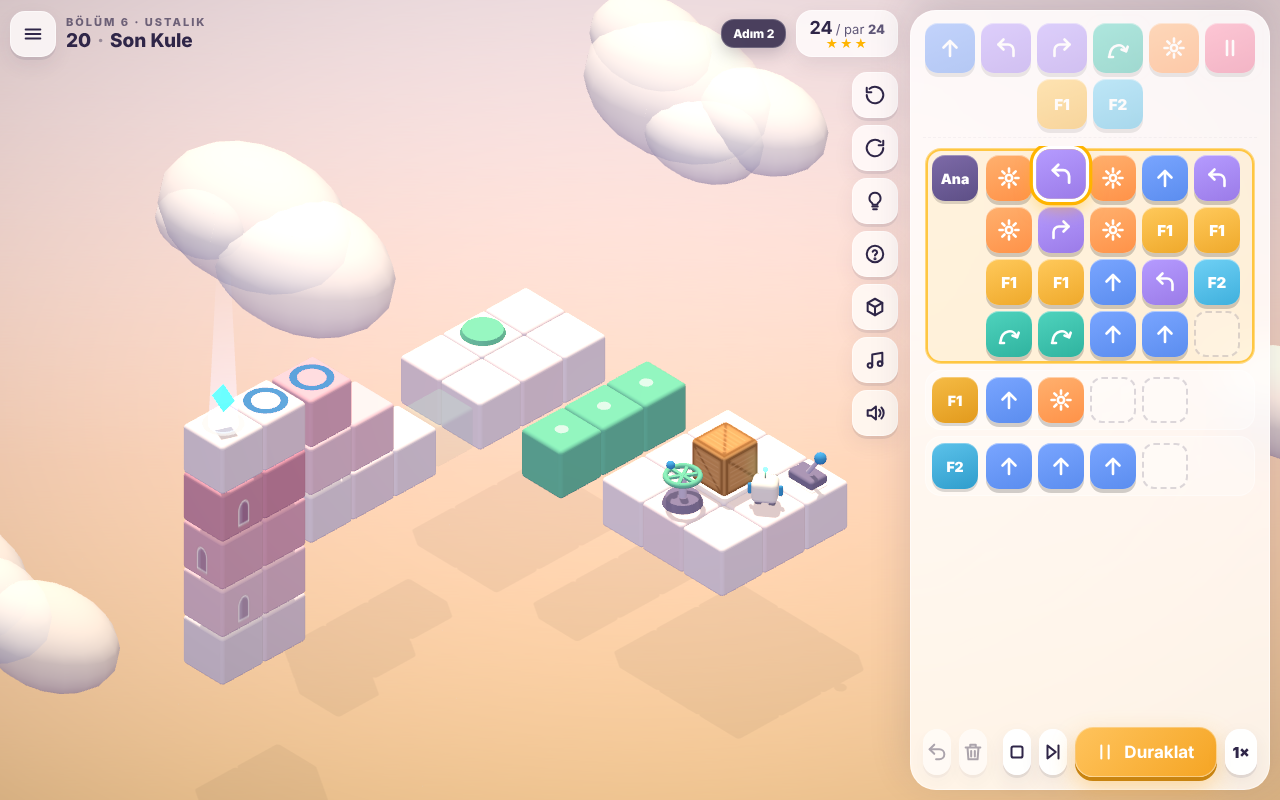 BÖLÜM 6 · USTALIK
20 · Son Kule
Adım 2
24 / par 24
F1
F2
Ana
F1
F1
F1
F1
F2
F1
F2
Duraklat
1×